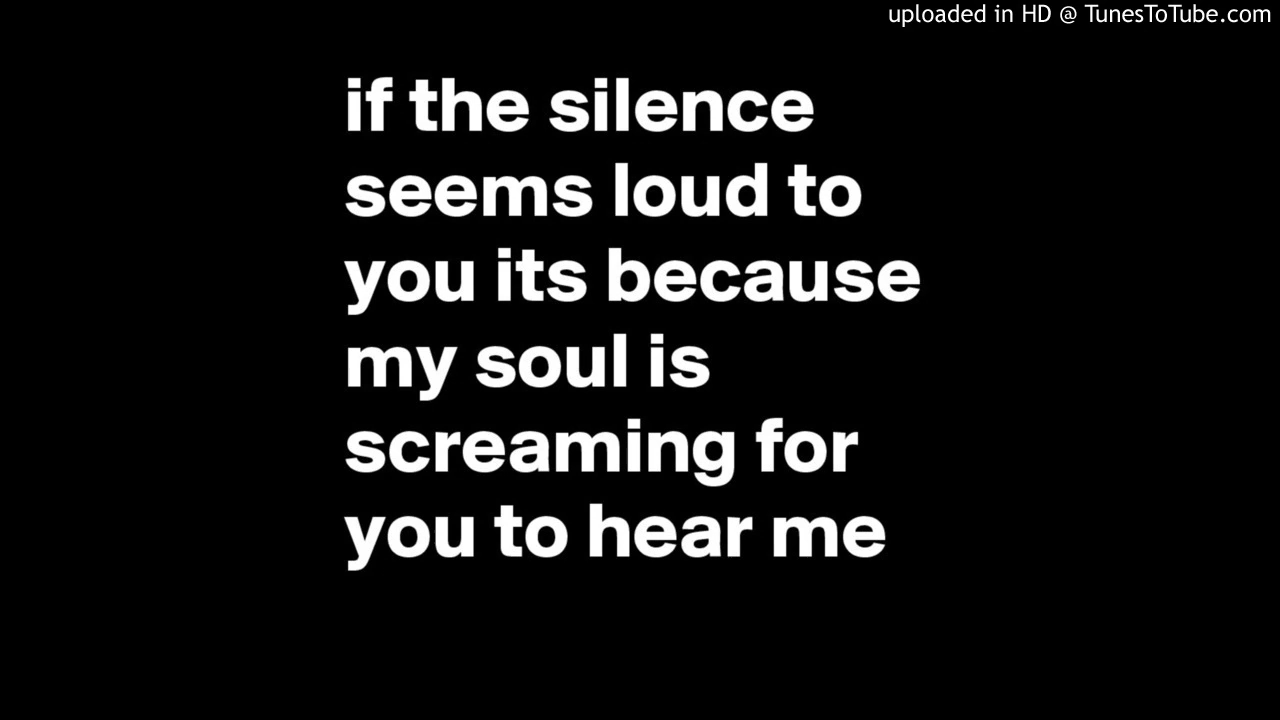 uploaded in HD @ TunesToTube.com
if the silence
seems loud to
you its because
my soul is
screaming for
you to hear me